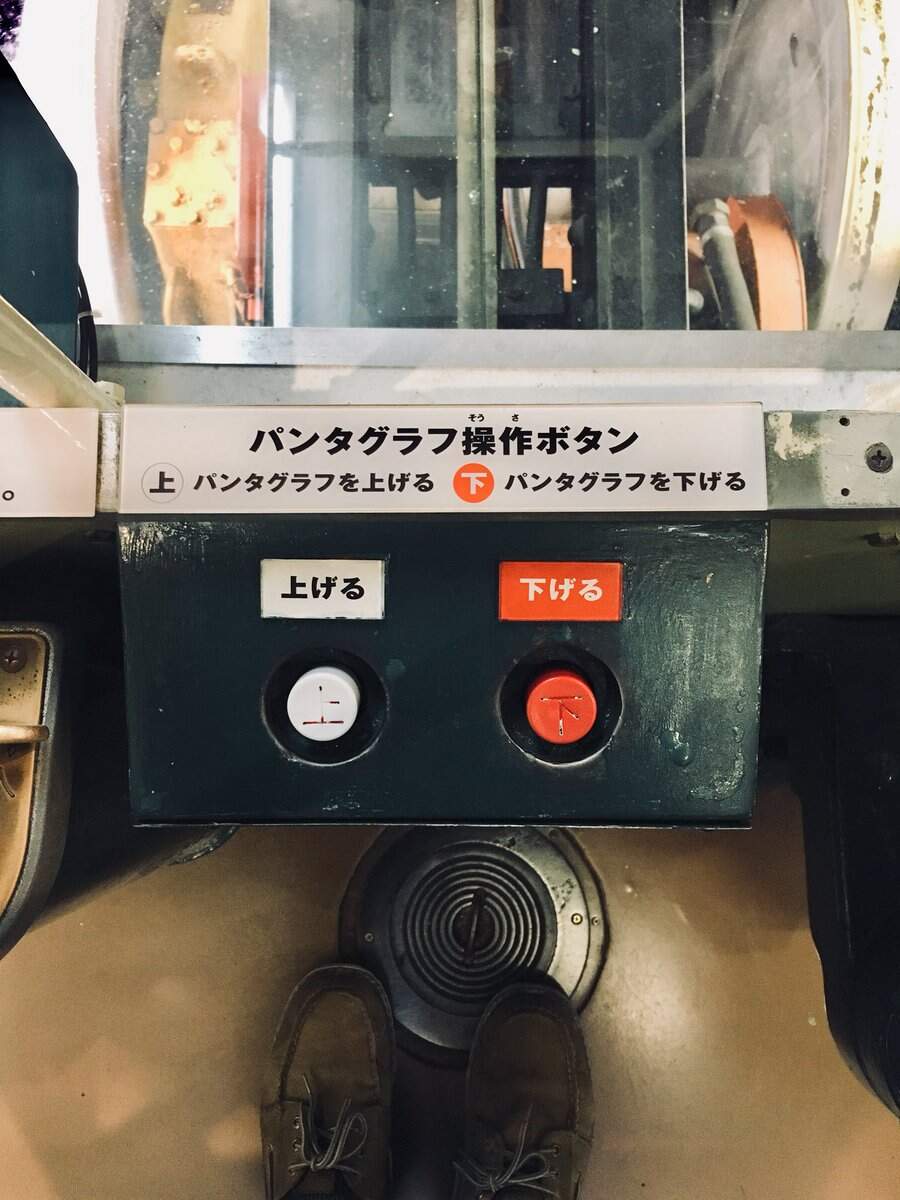 そう さ
パンタグラフ操作ボタン
上 パンタグラフを上げる 下 パンタグラフを下げる
。
上げる 下げる
上 下